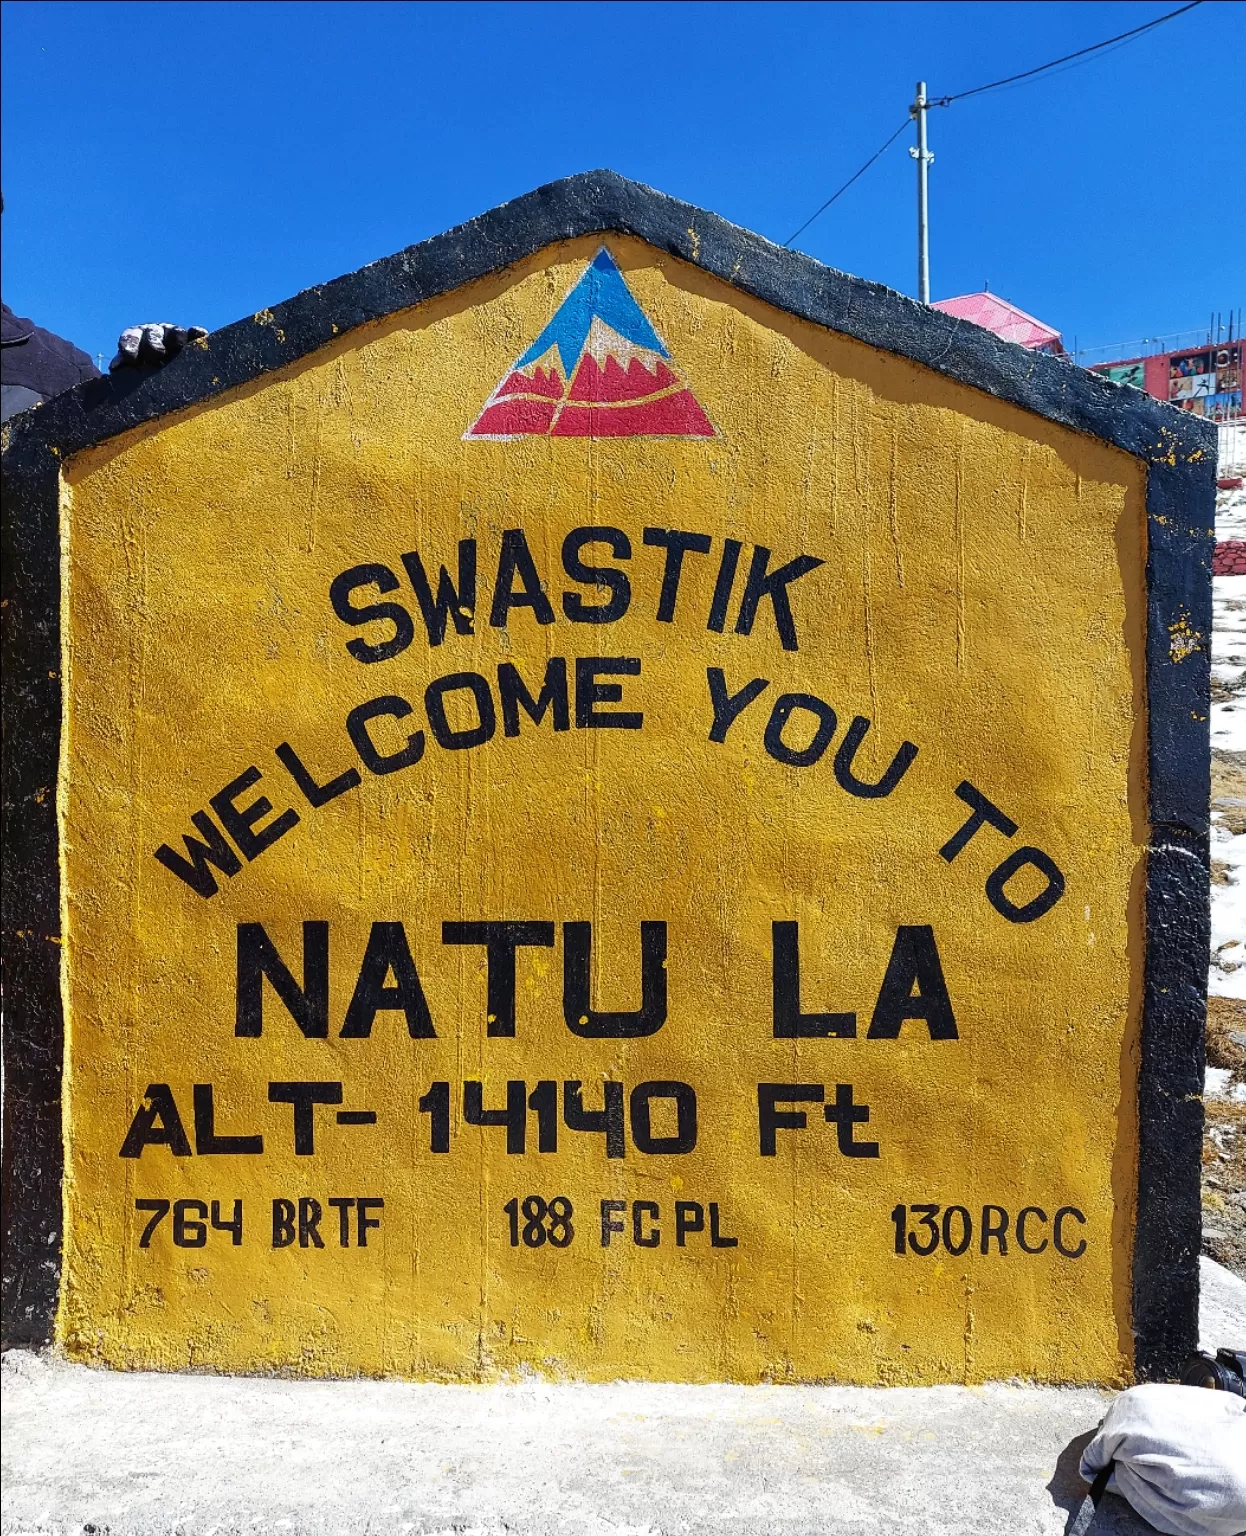 SWASTIK
WELCOME YOU TO
NATU LA
ALT- 14140 Ft
764 BRTF 188 FCPL 130RCC